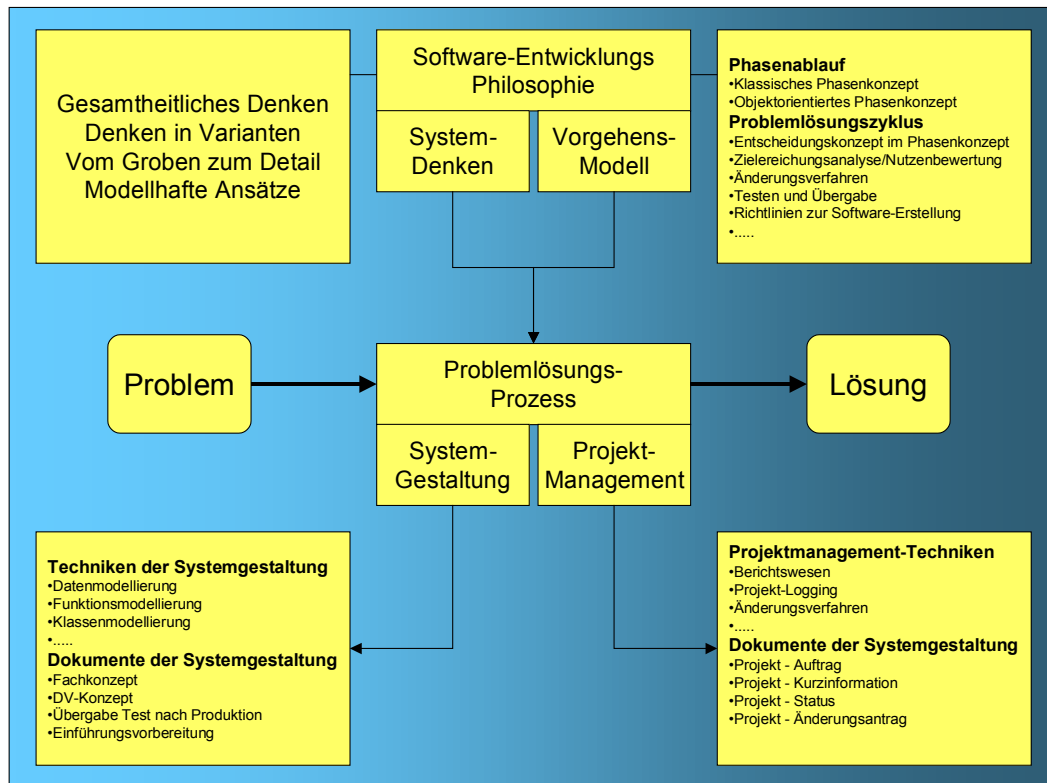 Gesamtheitliches Denken
Denken in Varianten
Vom Groben zum Detail
Modellhafte Ansätze
Software-Entwicklungs
Philosophie
System-
Denken
Vorgehens-
Modell
Phasenablauf
•Klassisches Phasenkonzept
•Objektorientiertes Phasenkonzept
Problemlösungszyklus
•Entscheidungskonzept im Phasenkonzept
•Zielereichungsanalyse/Nutzenbewertung
•Änderungsverfahren
•Testen und Übergabe
•Richtlinien zur Software-Erstellung
•.....
Problem
Problemlösungs-
Prozess
System-
Gestaltung
Projekt-
Management
Lösung
Techniken der Systemgestaltung
•Datenmodellierung
•Funktionsmodellierung
•Klassenmodellierung
•.....
Dokumente der Systemgestaltung
•Fachkonzept
•DV-Konzept
•Übergabe Test nach Produktion
•Einführungsvorbereitung
Projektmanagement-Techniken
•Berichtswesen
•Projekt-Logging
•Änderungsverfahren
•.....
Dokumente der Systemgestaltung
•Projekt - Auftrag
•Projekt - Kurzinformation
•Projekt - Status
•Projekt - Änderungsantrag